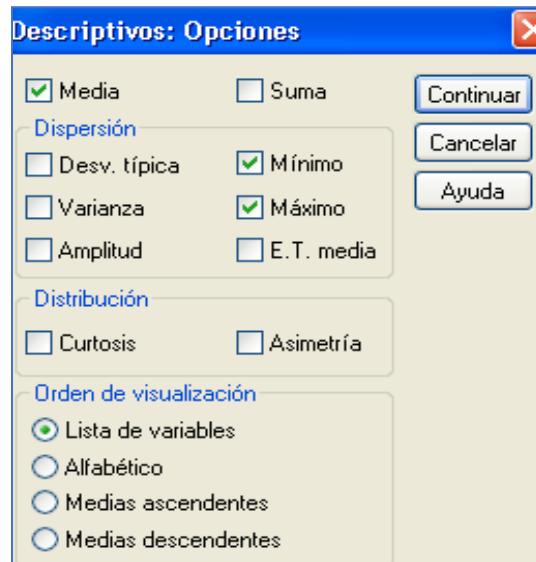 Descriptivos: Opciones
Media
Suma
Continuar
Cancelar
Ayuda
Dispersión
Desv. típica
Mínimo
Varianza
Máximo
Amplitud
E.T. media
Distribución
Curtosis
Asimetría
Orden de visualización
Lista de variables
Alfabético
Medias ascendentes
Medias descendentes